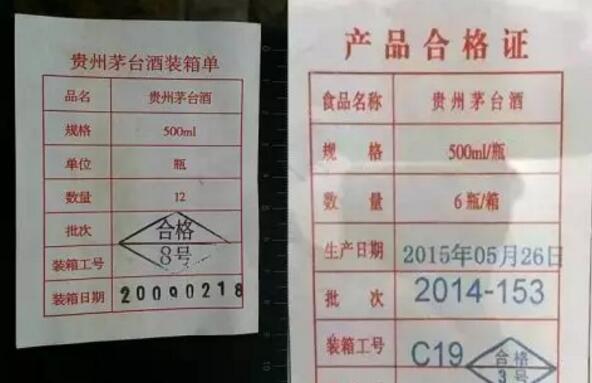 贵州茅台酒装箱单
品名 贵州茅台酒
规格 500ml
单位 瓶
数量 12
批次 合格
装箱工号 8号
装箱日期 20090218
产品合格证
食品名称 贵州茅台酒
规 格 500ml/瓶
数 量 6瓶/箱
生产日期 2015年05月26日
批 次 2014-153
装箱工号 C19 合格
3号